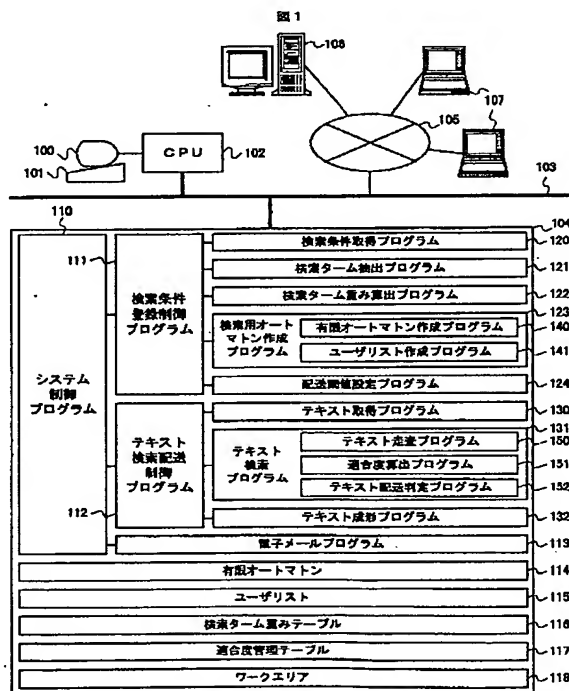 図1
108
107
105
100
101
CPU
102
103
104
110
111
検索条件登録制御プログラム
検索条件取得プログラム
120
検索ターム抽出プログラム
121
検索ターム重み算出プログラム
122
123
検索用オートマトン作成プログラム
有限オートマトン作成プログラム
140
ユーザリスト作成プログラム
141
配送閾値設定プログラム
124
システム制御プログラム
テキスト検索配送制御プログラム
112
テキスト取得プログラム
130
131
テキスト検索プログラム
テキスト走査プログラム
150
適合度算出プログラム
151
テキスト配送判定プログラム
152
テキスト成形プログラム
132
電子メールプログラム
113
有限オートマトン
114
ユーザリスト
115
検索ターム重みテーブル
116
適合度管理テーブル
117
ワークエリア
118